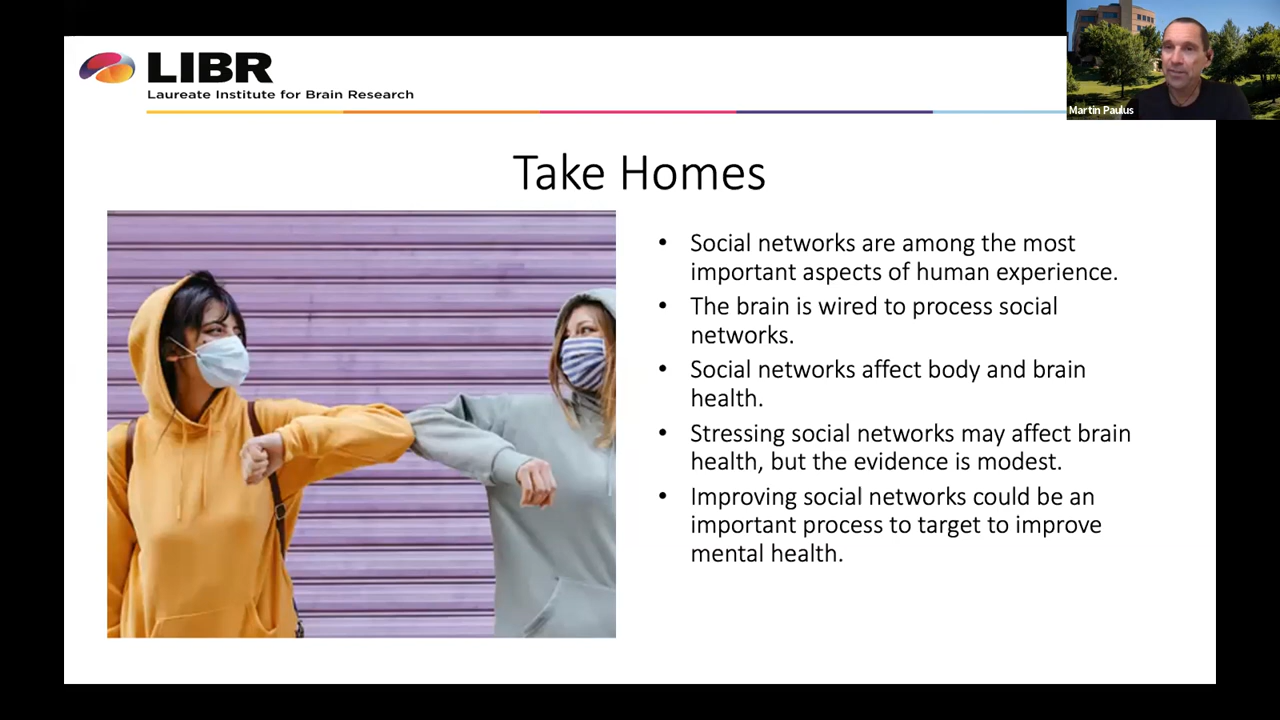 LIBR
Laureate Institute for Brain Research
Martin Paulus
Take Homes
• Social networks are among the most
important aspects of human experience.
• The brain is wired to process social
networks.
• Social networks affect body and brain
health.
• Stressing social networks may affect brain
health, but the evidence is modest.
• Improving social networks could be an
important process to target to improve
mental health.